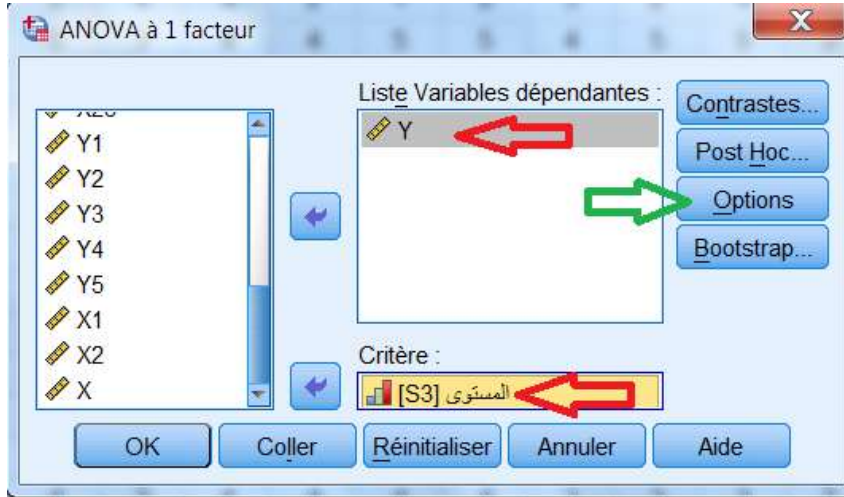 ANOVA à 1 facteur
Liste Variables dépendantes :
Y1
Y2
Y3
Y4
Y5
X1
X2
X
Y
Critère :
المستوى [S3]
Contrastes...
Post Hoc...
Options
Bootstrap...
OK
Coller
Réinitialiser
Annuler
Aide